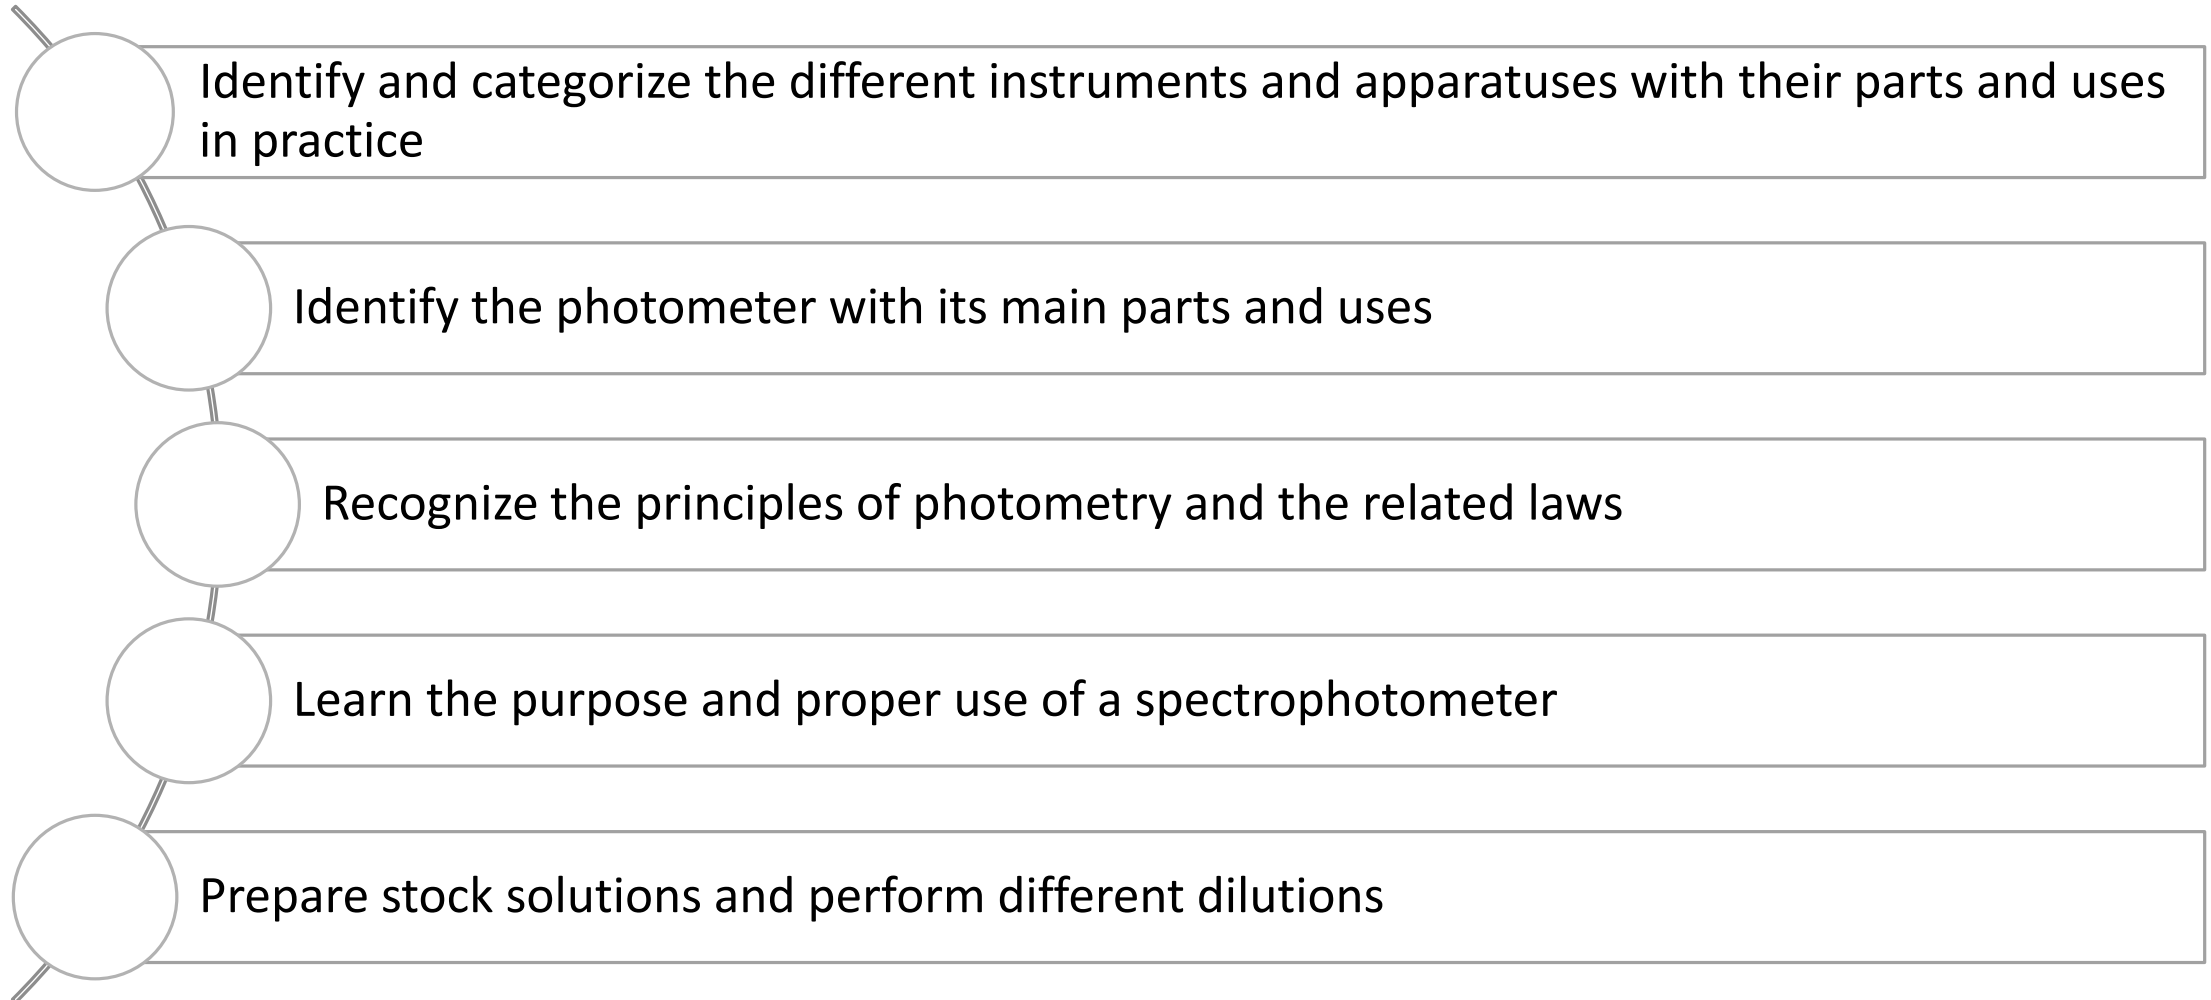 Identify and categorize the different instruments and apparatuses with their parts and uses
in practice
Identify the photometer with its main parts and uses
Recognize the principles of photometry and the related laws
Learn the purpose and proper use of a spectrophotometer
Prepare stock solutions and perform different dilutions